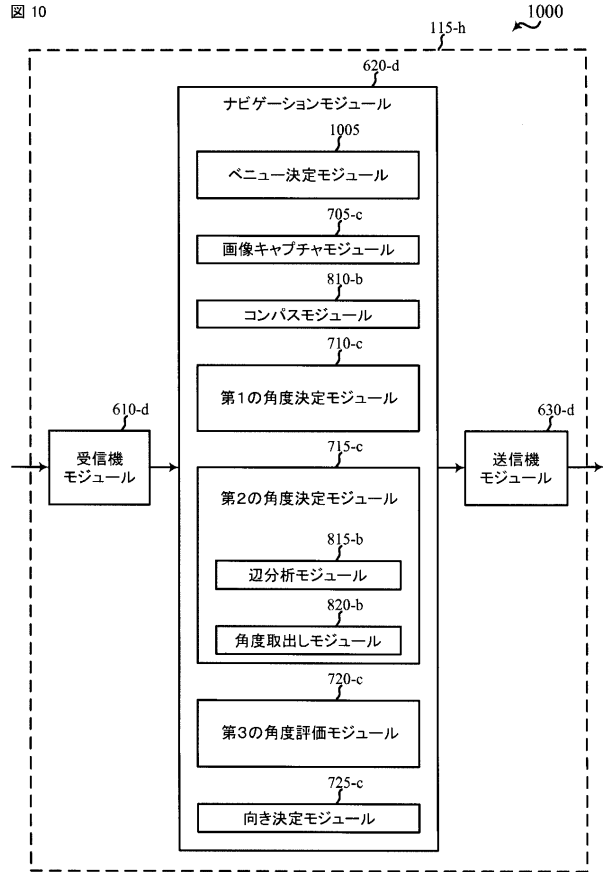 図 10
1000
115-h
620-d
ナビゲーションモジュール
1005
ベニュー決定モジュール
705-c
画像キャプチャモジュール
810-b
コンパスモジュール
710-c
第1の角度決定モジュール
610-d
受信機
モジュール
630-d
送信機
モジュール
715-c
第2の角度決定モジュール
815-b
辺分析モジュール
820-b
角度取出しモジュール
720-c
第3の角度評価モジュール
725-c
向き決定モジュール